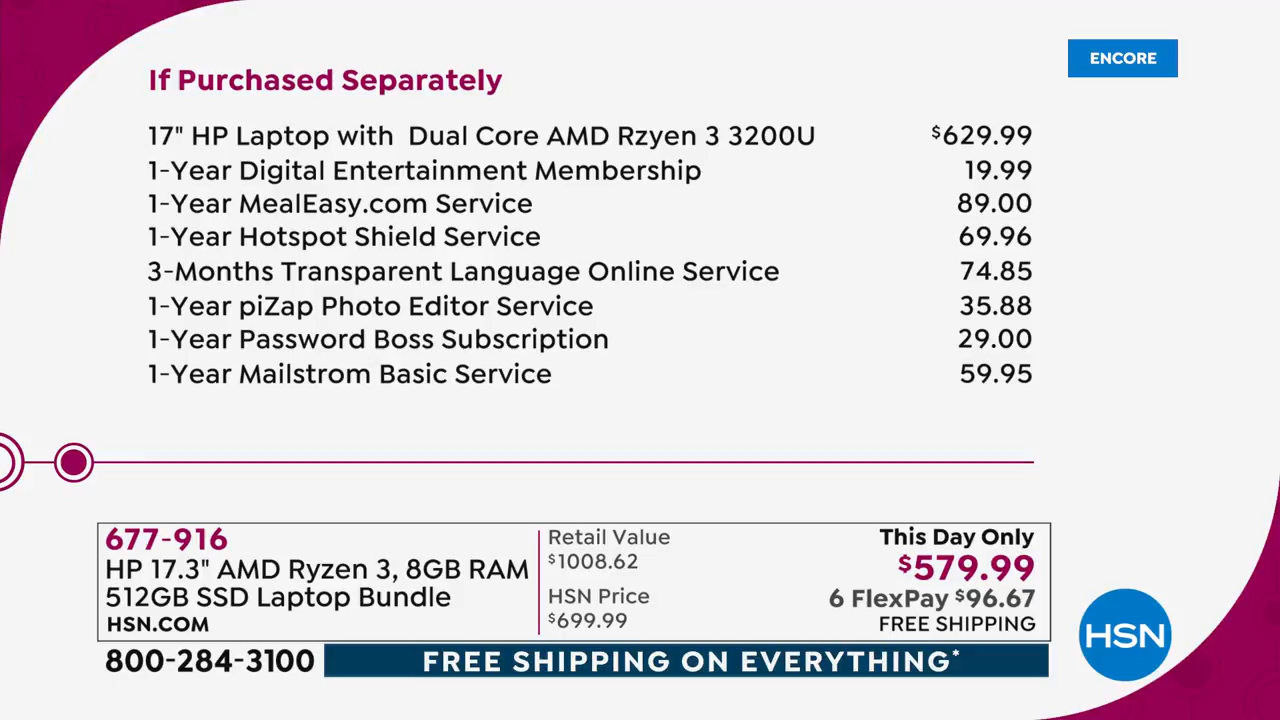 ENCORE
If Purchased Separately
17" HP Laptop with Dual Core AMD Rzyen 3 3200U $629.99
1-Year Digital Entertainment Membership 19.99
1-Year MealEasy.com Service 89.00
1-Year Hotspot Shield Service 69.96
3-Months Transparent Language Online Service 74.85
1-Year piZap Photo Editor Service 35.88
1-Year Password Boss Subscription 29.00
1-Year Mailstrom Basic Service 59.95
677-916
HP 17.3" AMD Ryzen 3, 8GB RAM
512GB SSD Laptop Bundle
HSN.COM
Retail Value
$1008.62
HSN Price
$699.99
This Day Only
$579.99
6 FlexPay $96.67
FREE SHIPPING
HSN
800-284-3100
FREE SHIPPING ON EVERYTHING*